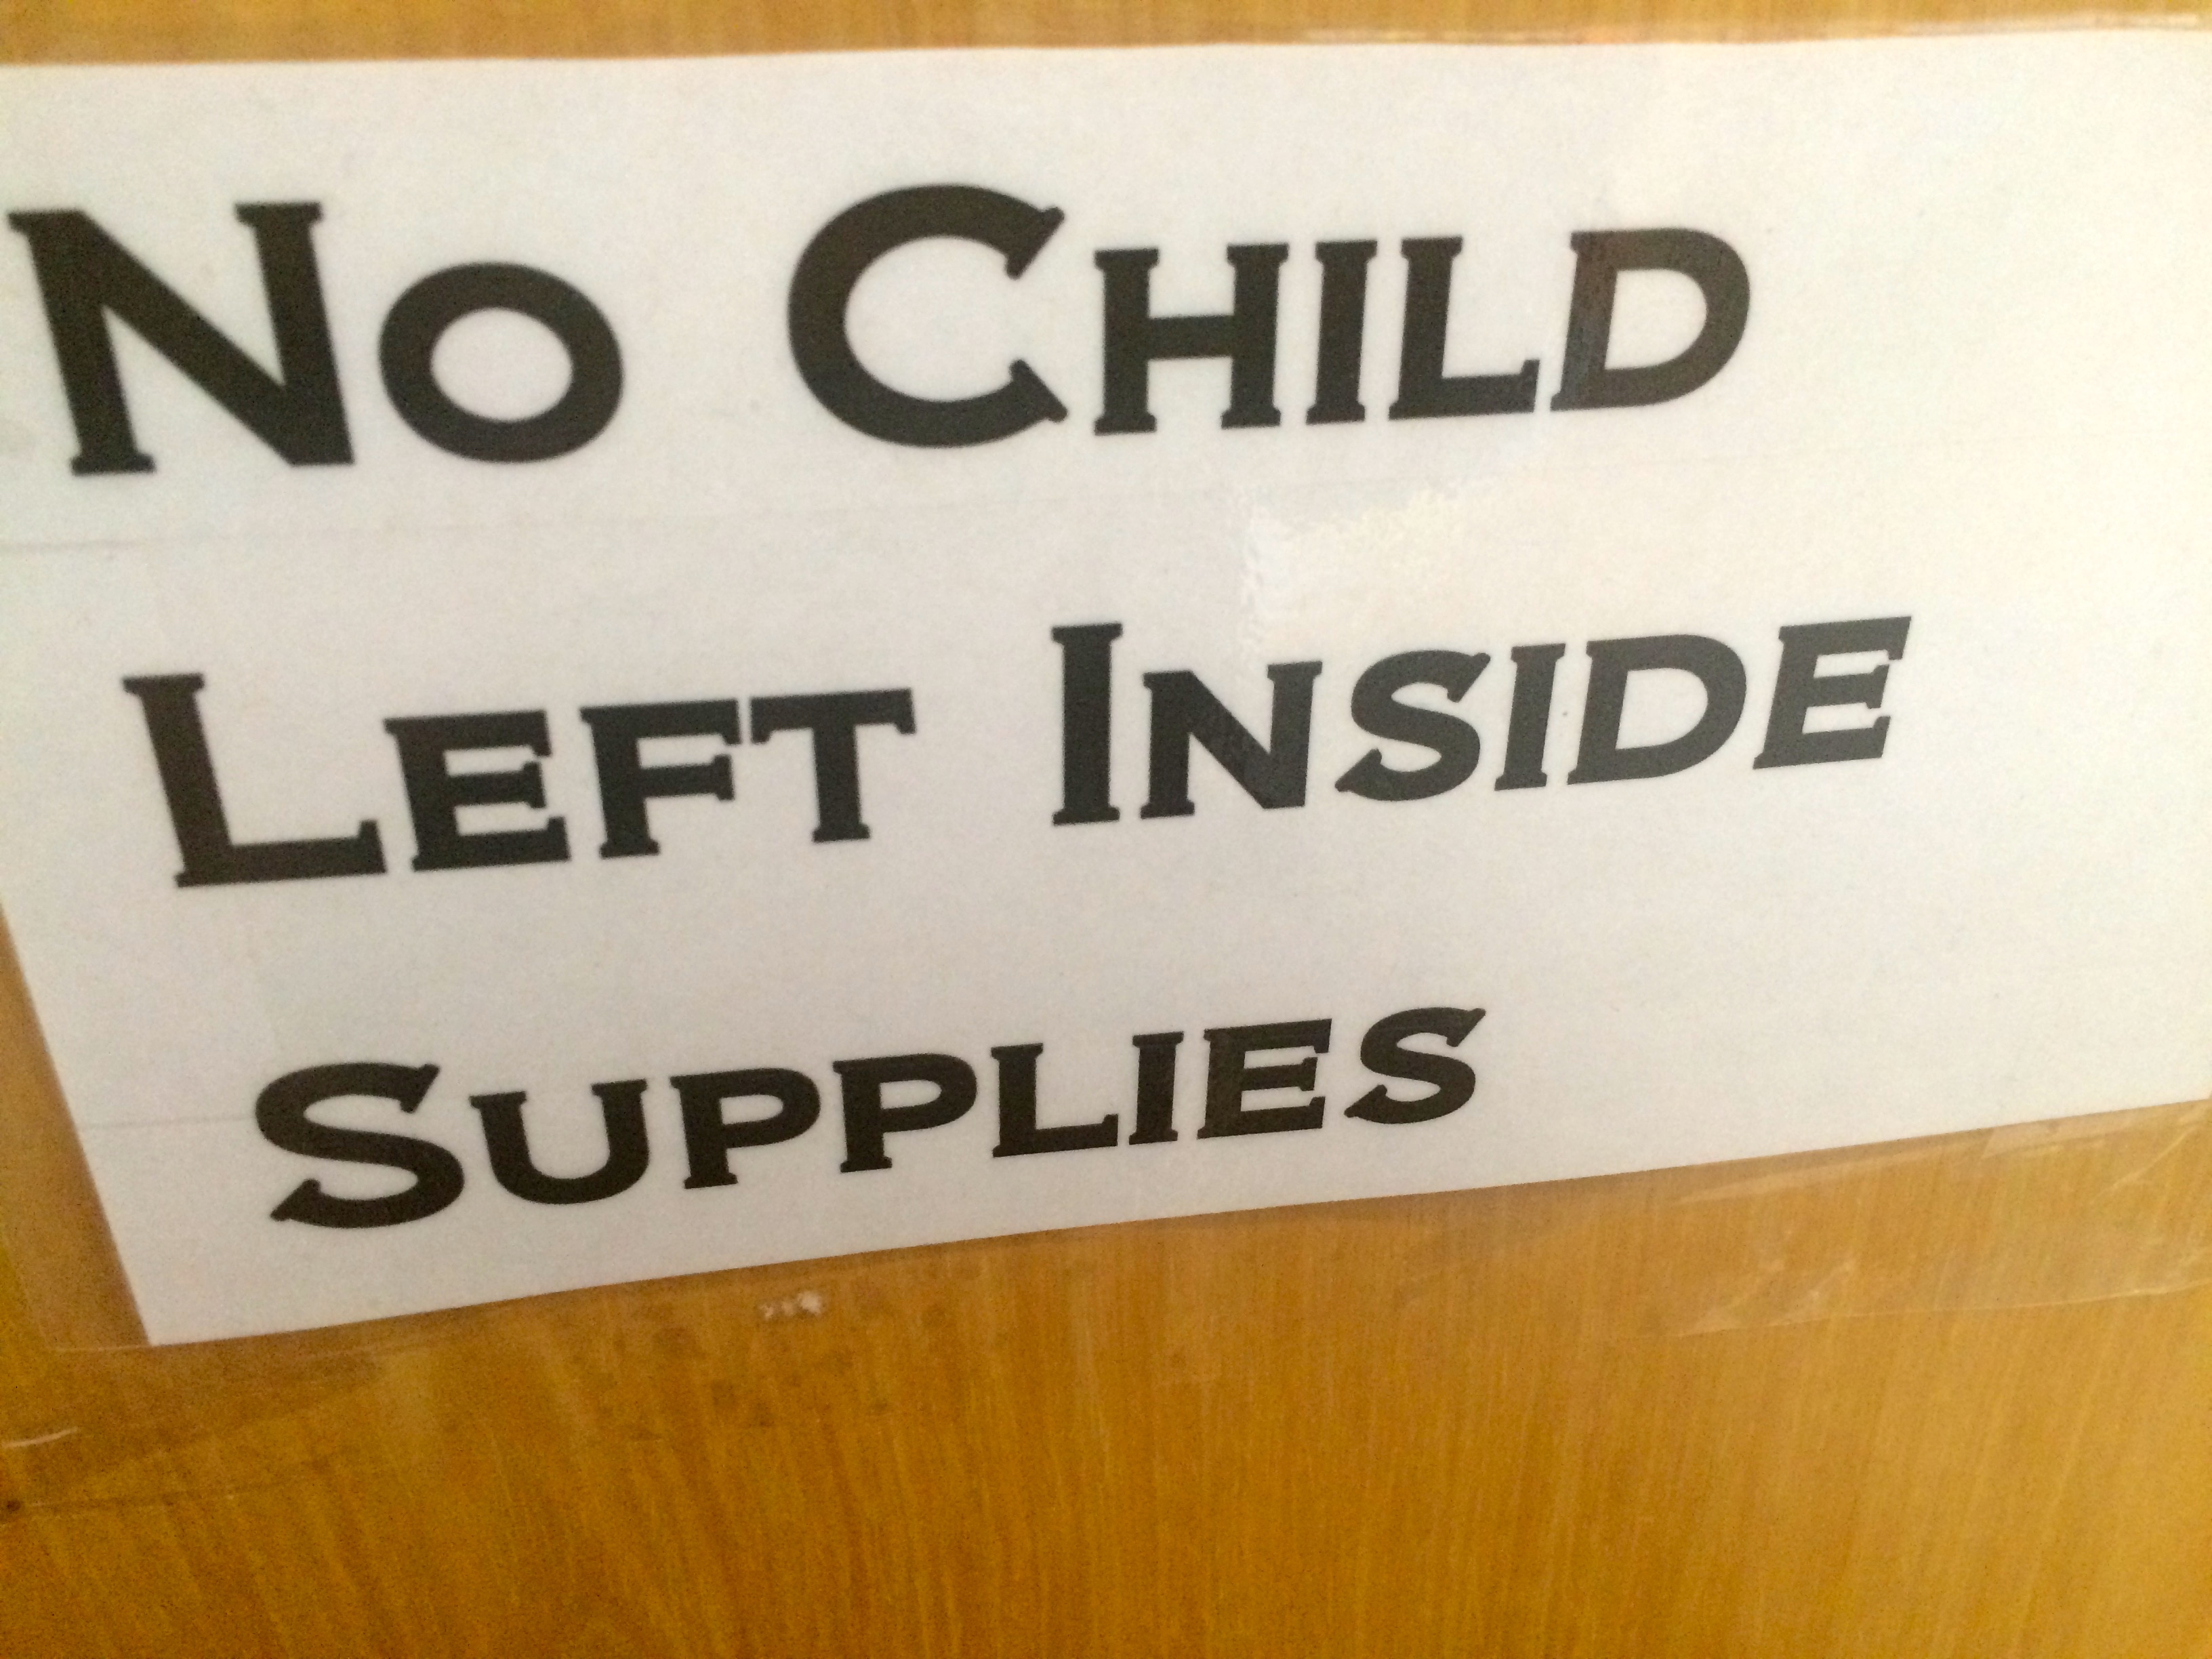 No Child
Left Inside
Supplies